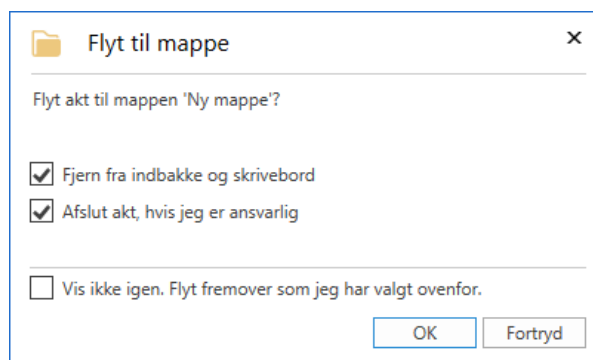 Flyt til mappe
Flyt akt til mappen 'Ny mappe'?
Fjern fra indbakke og skrivebord
Afslut akt, hvis jeg er ansvarlig
Vis ikke igen. Flyt fremover som jeg har valgt ovenfor.
OK Fortryd